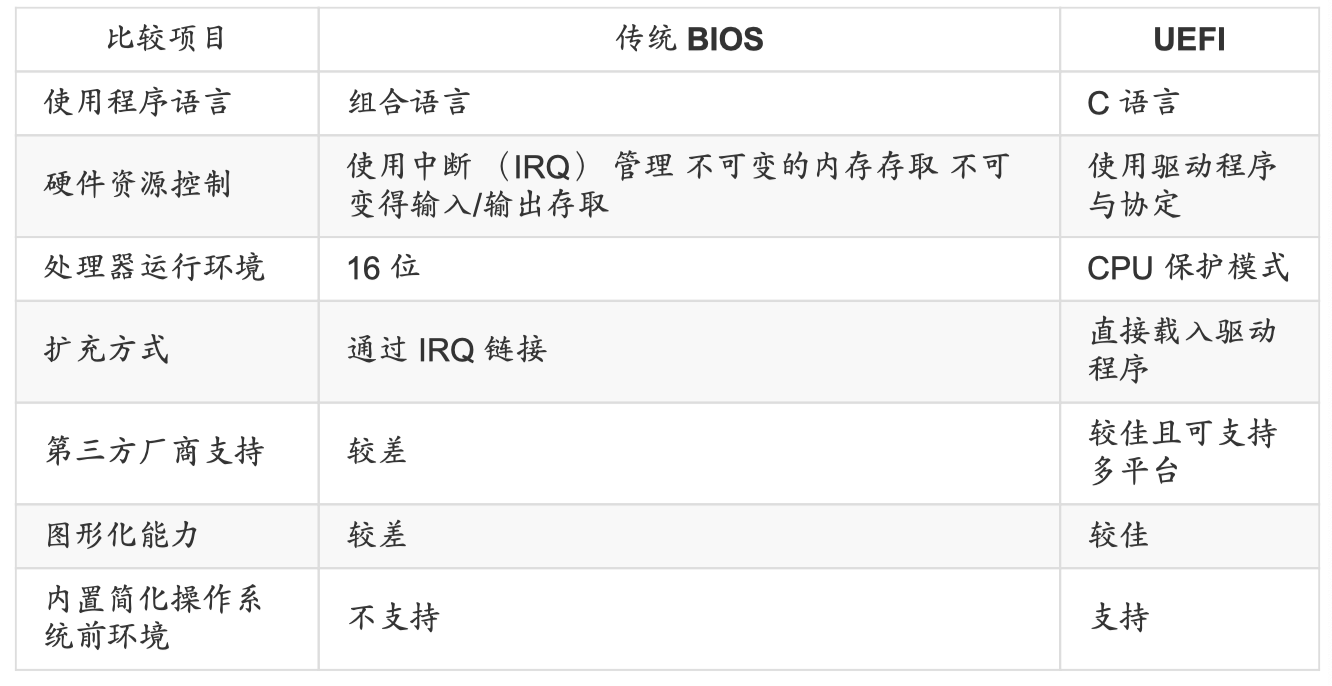 比较项目
传统 BIOS
UEFI
使用程序语言
组合语言
C 语言
硬件资源控制
使用中断 （IRQ） 管理 不可变的内存存取 不可
变得输入/输出存取
使用驱动程序
与协定
处理器运行环境
16 位
CPU 保护模式
扩充方式
通过 IRQ 链接
直接载入驱动
程序
第三方厂商支持
较差
较佳且可支持
多平台
图形化能力
较差
较佳
内置简化操作系
统前环境
不支持
支持